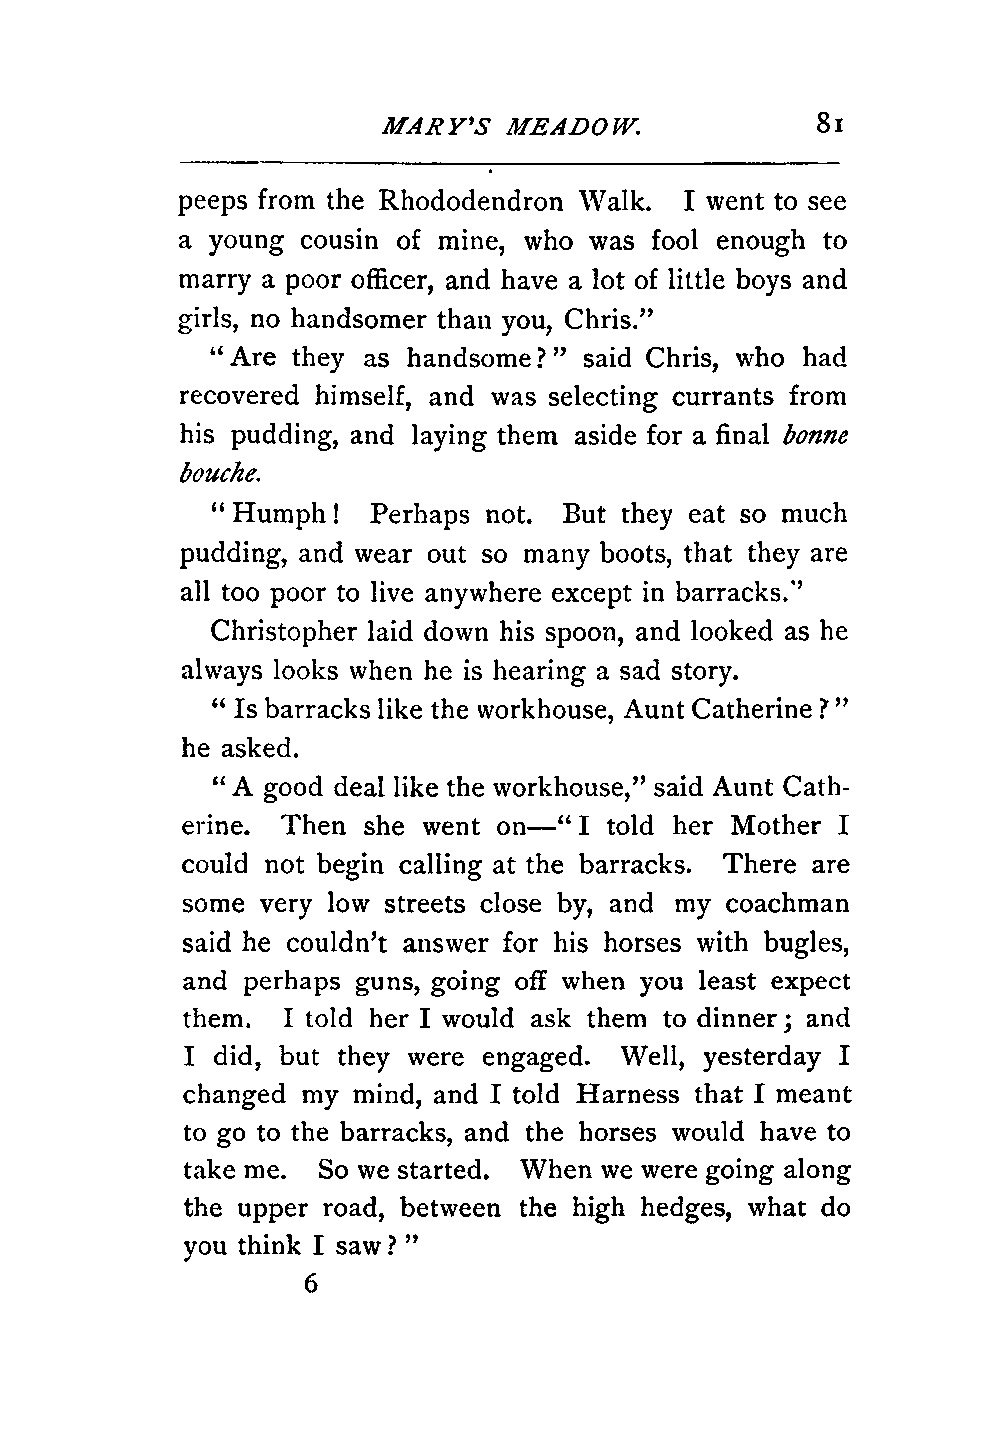 MARY'S MEADOW. 81
peeps from the Rhododendron Walk. I went to see
a young cousin of mine, who was fool enough to
marry a poor officer, and have a lot of little boys and
girls, no handsomer than you, Chris.”
“Are they as handsome?” said Chris, who had
recovered himself, and was selecting currants from
his pudding, and laying them aside for a final bonne
bouche.
“Humph! Perhaps not. But they eat so much
pudding, and wear out so many boots, that they are
all too poor to live anywhere except in barracks.”
Christopher laid down his spoon, and looked as he
always looks when he is hearing a sad story.
“Is barracks like the workhouse, Aunt Catherine?”
he asked.
“A good deal like the workhouse,” said Aunt Cath-
erine. Then she went on—“I told her Mother I
could not begin calling at the barracks. There are
some very low streets close by, and my coachman
said he couldn't answer for his horses with bugles,
and perhaps guns, going off when you least expect
them. I told her I would ask them to dinner; and
I did, but they were engaged. Well, yesterday I
changed my mind, and I told Harness that I meant
to go to the barracks, and the horses would have to
take me. So we started. When we were going along
the upper road, between the high hedges, what do
you think I saw?”
6